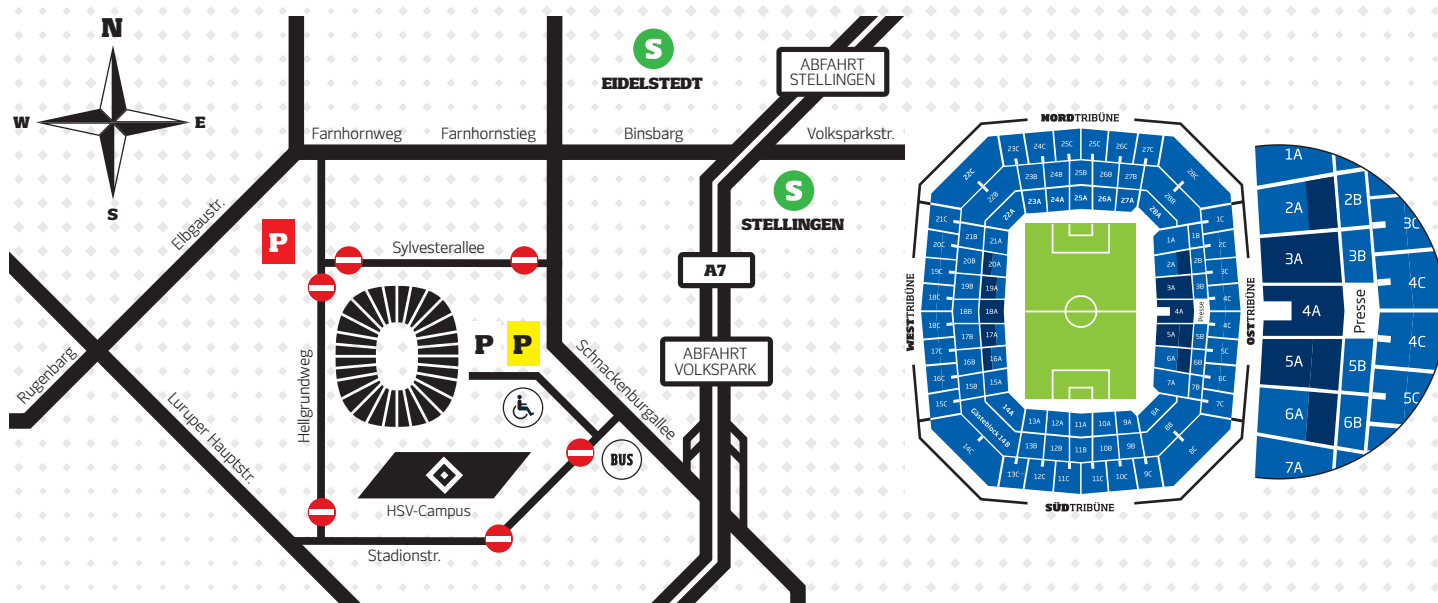 N
W
E
S
S
EIDELSTEDT
ABFAHRT
STELLINGEN
Farnhornweg
Farnhornstieg
Binsbarg
Volksparkstr.
Elbgaustr.
P
S
STELLINGEN
Sylvesterallee
A7
P
P
ABFAHRT
VOLKSPARK
Rugenbarg
Hellgrundweg
Schnackenburgallee
Luruper Hauptstr.
BUS
HSV-Campus
Stadionstr.
NORDTRIBÜNE
23C 24C 25C 25C 26C 27C
22C 28C
23B 24B 25B 26B 27B
22B 28B
23A 24A 25A 26A 27A
22A 28A
21C 21B 21A 1A 1B 1C
20C 20B 20A 2A 2B 2C
19C 19B 19A 3A 3B 3C
18C 18B 18A 4A Presse 4C
18C 4C
17C 17B 17A 5A 5B 5C
16C 16B 16A 6A 6B 6C
15C 15B 15A 7A 7B 7C
WESTTRIBÜNE
OSTTRIBÜNE
14A 13A 12A 11A 10A 9A 8A
Gästeblock 14B 13B 12B 11B 10B 9B 8B
14C 13C 12C 11C 11C 10C 9C 8C
SÜDTRIBÜNE
1A
2A 2B
3C
3A 3B
4C
4A Presse
4C
5A 5B
5C
6A 6B
7A